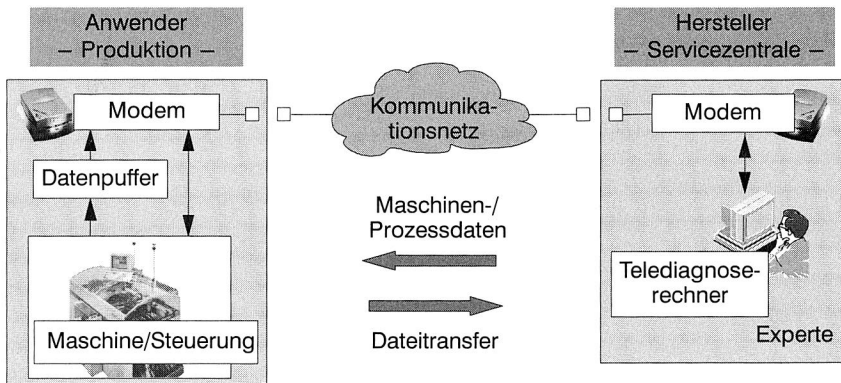 Anwender
– Produktion –
Hersteller
– Servicezentrale –
Modem
Datenpuffer
Maschine/Steuerung
Kommunika-
tionsnetz
Maschinen-/
Prozessdaten
Dateitransfer
Modem
Telediagnose-
rechner
Experte